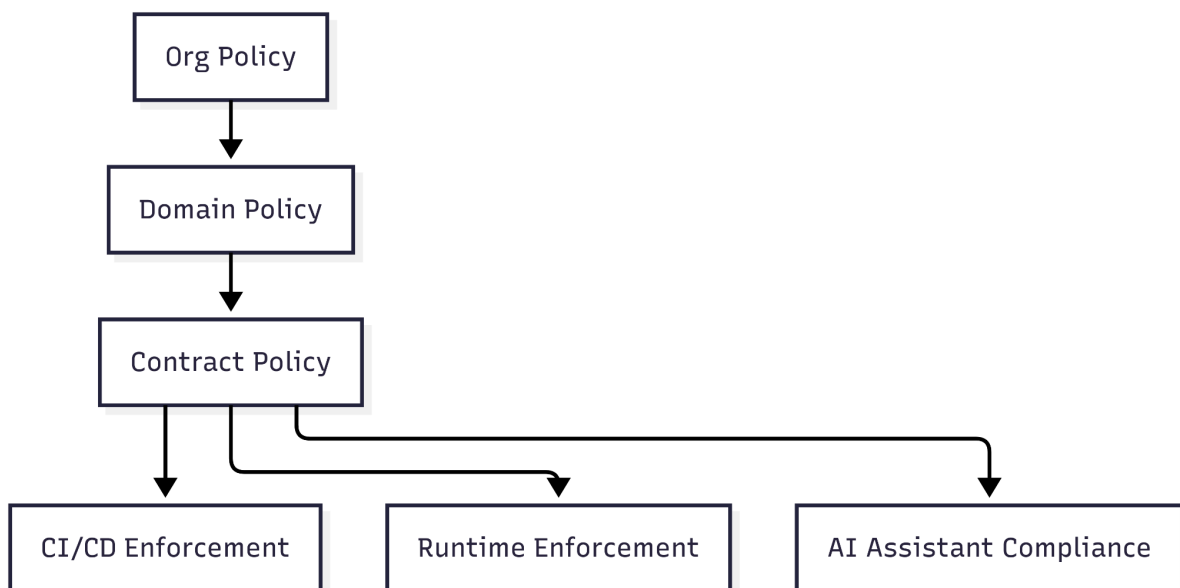 Org Policy
Domain Policy
Contract Policy
CI/CD Enforcement
Runtime Enforcement
AI Assistant Compliance